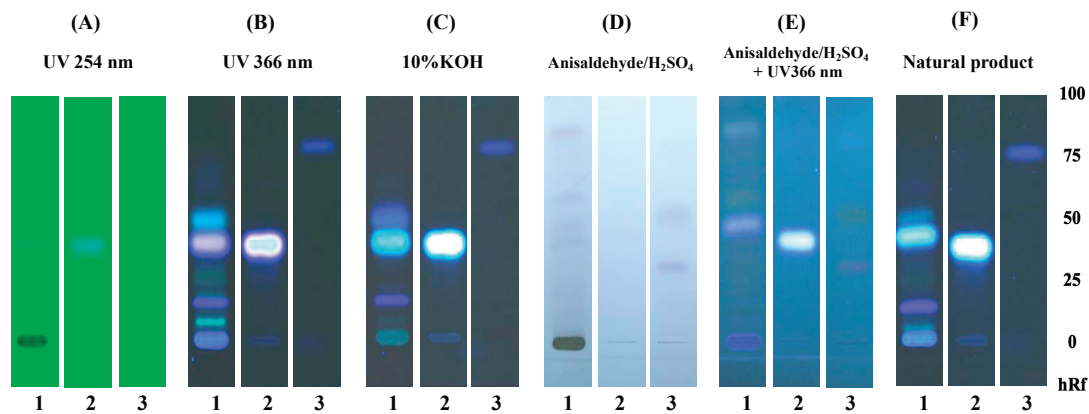 (A) (B) (C) (D) (E) (F)
UV 254 nm UV 366 nm 10%KOH Anisaldehyde/H₂SO₄ Anisaldehyde/H₂SO₄ + UV366 nm Natural product
100
75
50
25
0
hRf
1 2 3 1 2 3 1 2 3 1 2 3 1 2 3 1 2 3